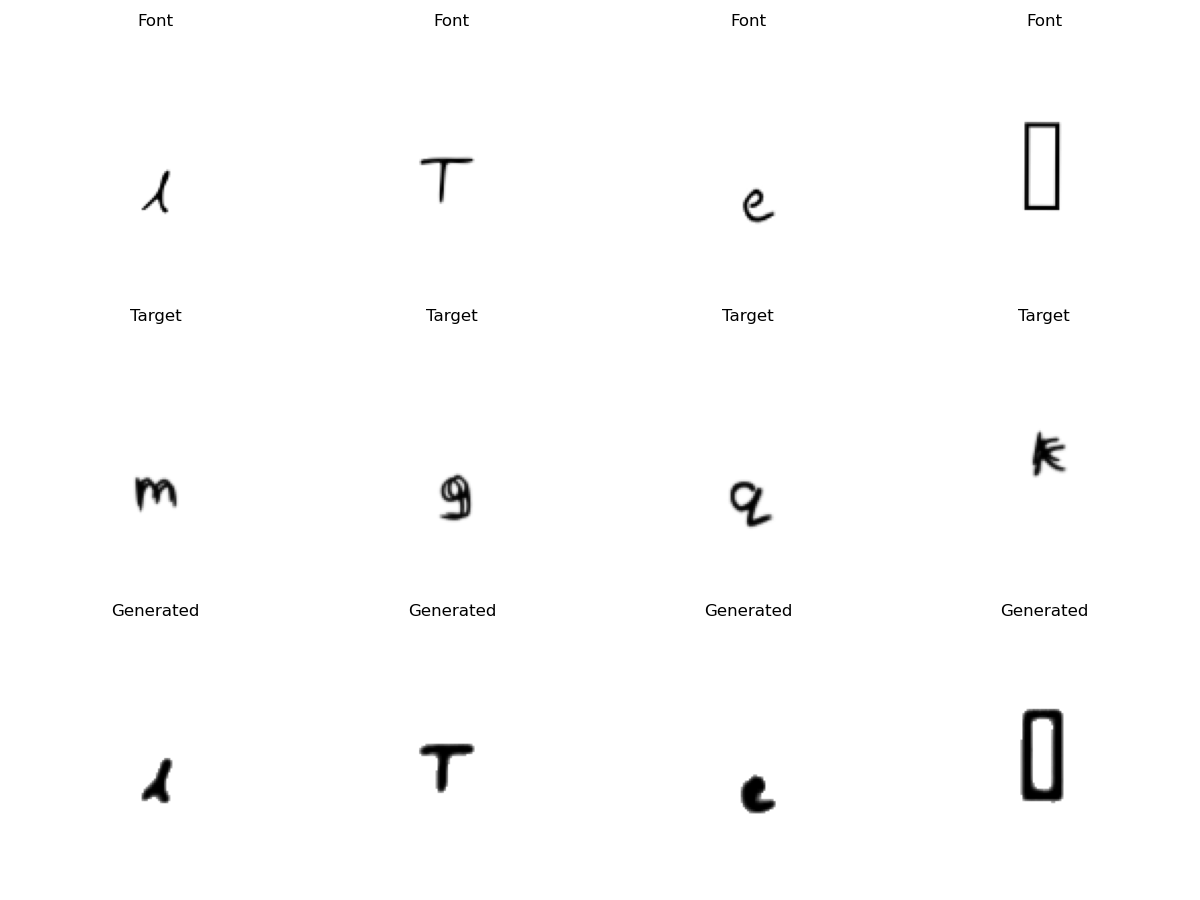 Font Font Font Font
l T e
Target Target Target Target
m g q k
Generated Generated Generated Generated
l T e